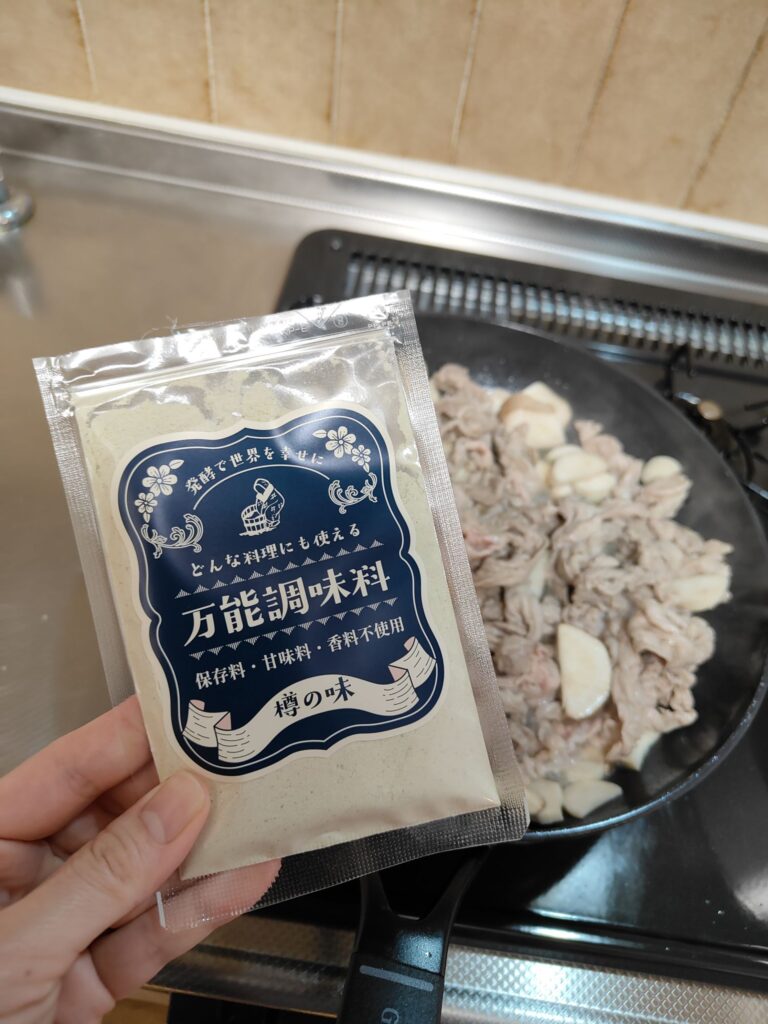 発酵で世界を幸せに
どんな料理にも使える
万能調味料
保存料・甘味料・香料不使用
樽の味
G